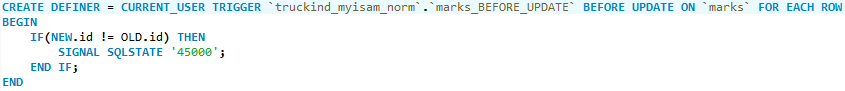 CREATE DEFINER = CURRENT_USER TRIGGER `truckind_myisam_norm`.`marks_BEFORE_UPDATE` BEFORE UPDATE ON `marks` FOR EACH ROW
BEGIN
    IF(NEW.id != OLD.id) THEN
        SIGNAL SQLSTATE '45000';
    END IF;
END